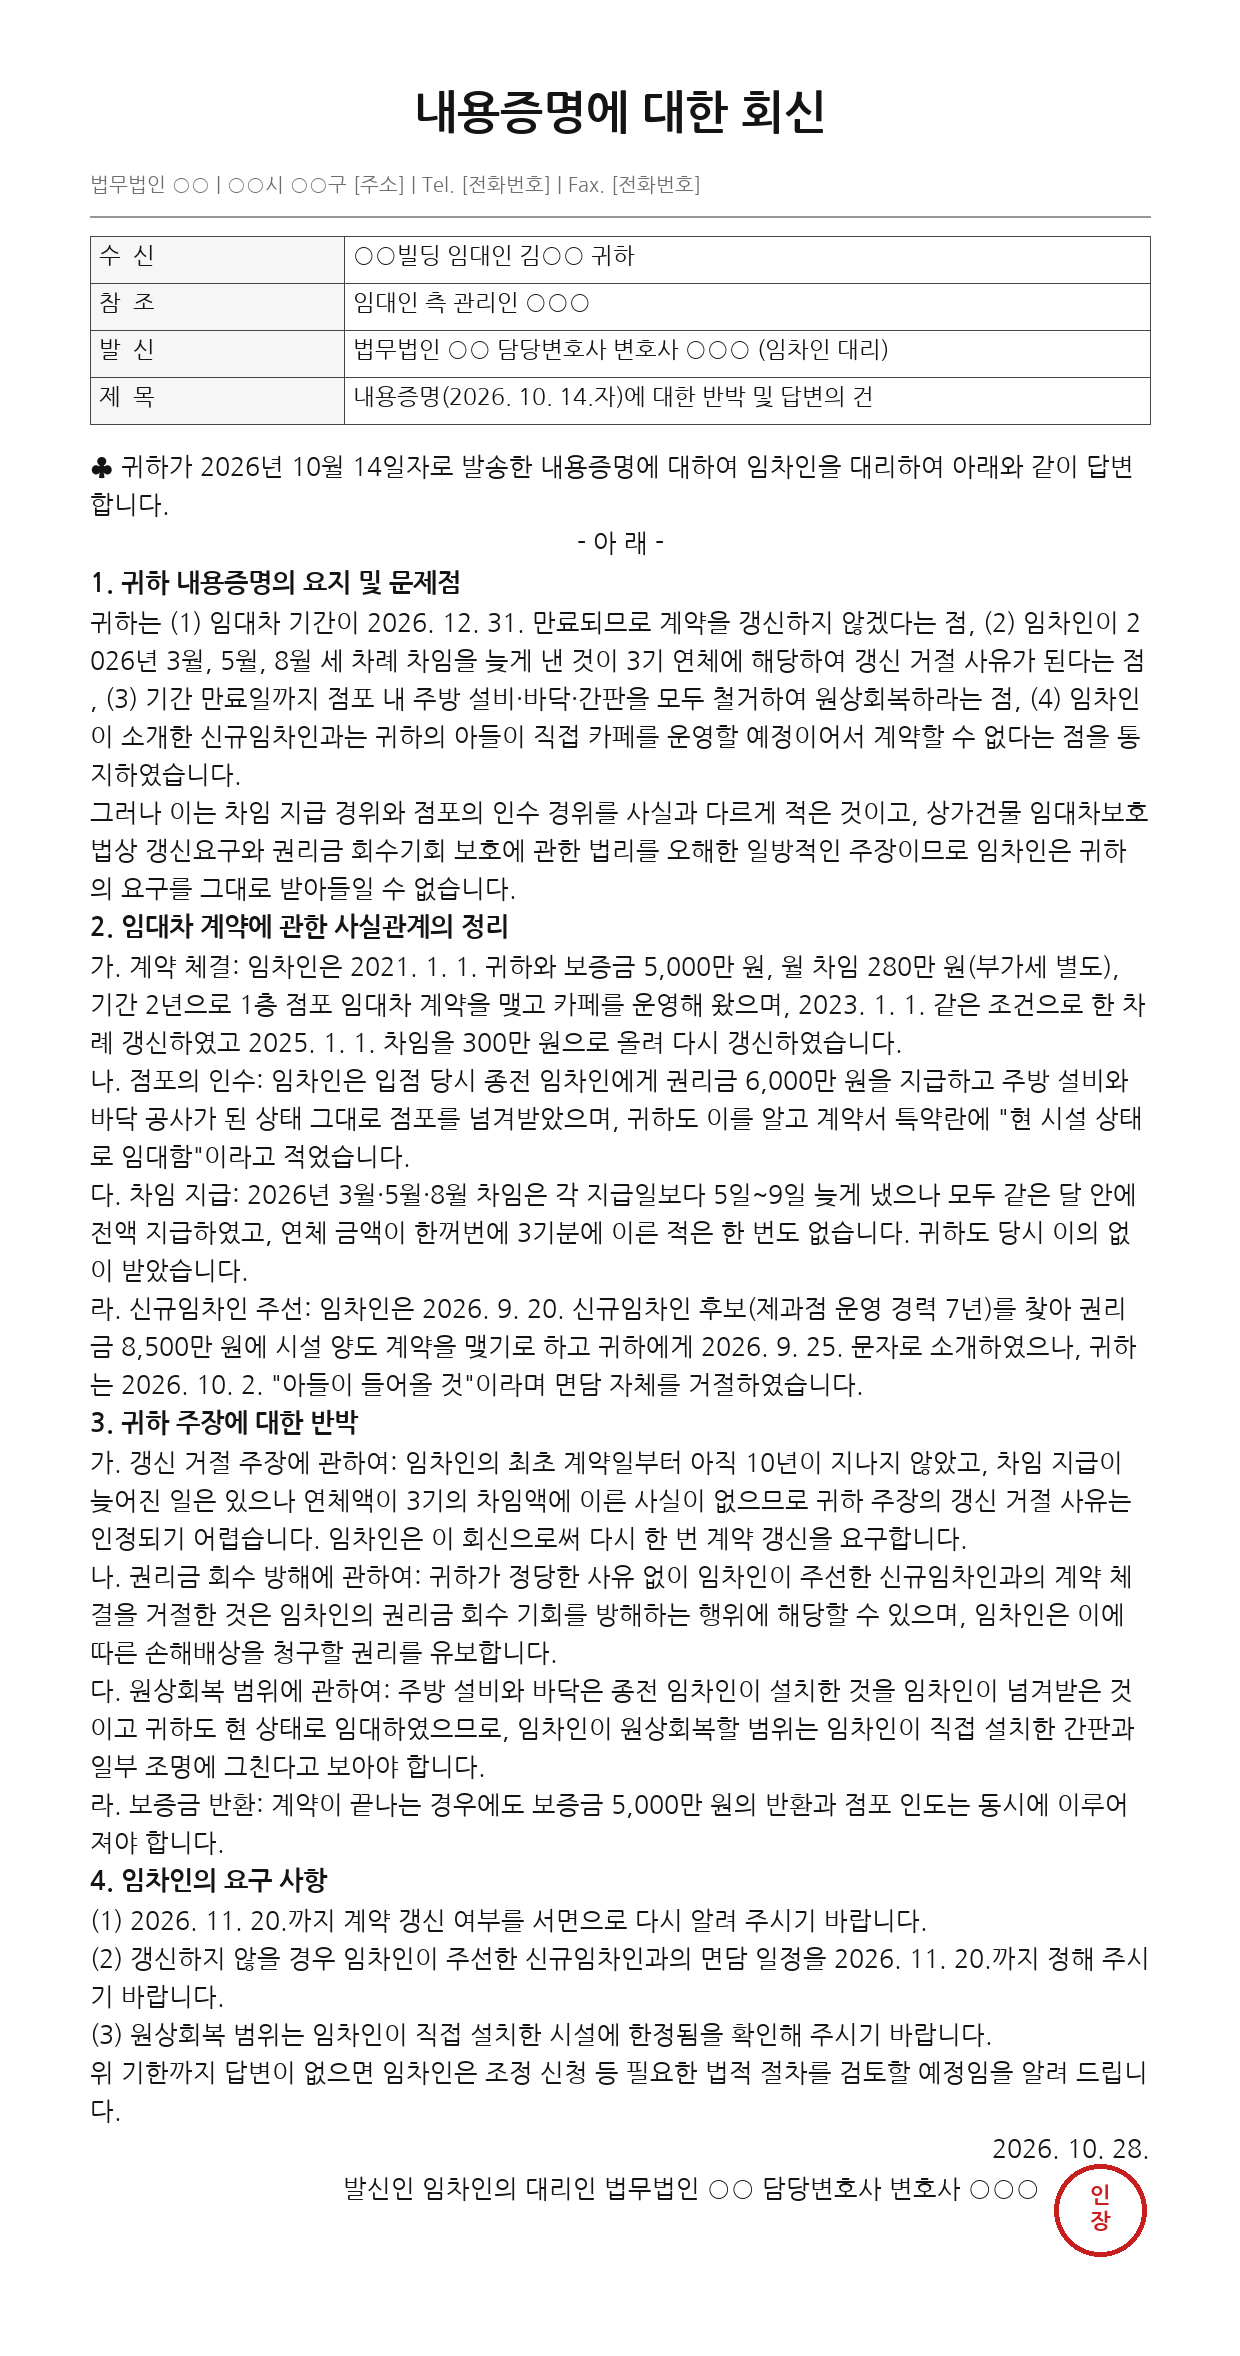 내용증명에 대한 회신
법무법인 ○○ | ○○시 ○○구 [주소] | Tel. [전화번호] | Fax. [전화번호]
수 신 ○○빌딩 임대인 김○○ 귀하
참 조 임대인 측 관리인 ○○○
발 신 법무법인 ○○ 담당변호사 변호사 ○○○ (임차인 대리)
제 목 내용증명(2026. 10. 14.자)에 대한 반박 및 답변의 건
♣ 귀하가 2026년 10월 14일자로 발송한 내용증명에 대하여 임차인을 대리하여 아래와 같이 답변
합니다.
- 아 래 -
1. 귀하 내용증명의 요지 및 문제점
귀하는 (1) 임대차 기간이 2026. 12. 31. 만료되므로 계약을 갱신하지 않겠다는 점, (2) 임차인이 2
026년 3월, 5월, 8월 세 차례 차임을 늦게 낸 것이 3기 연체에 해당하여 갱신 거절 사유가 된다는 점
, (3) 기간 만료일까지 점포 내 주방 설비·바닥·간판을 모두 철거하여 원상회복하라는 점, (4) 임차인
이 소개한 신규임차인과는 귀하의 아들이 직접 카페를 운영할 예정이어서 계약할 수 없다는 점을 통
지하였습니다.
그러나 이는 차임 지급 경위와 점포의 인수 경위를 사실과 다르게 적은 것이고, 상가건물 임대차보호
법상 갱신요구와 권리금 회수기회 보호에 관한 법리를 오해한 일방적인 주장이므로 임차인은 귀하
의 요구를 그대로 받아들일 수 없습니다.
2. 임대차 계약에 관한 사실관계의 정리
가. 계약 체결: 임차인은 2021. 1. 1. 귀하와 보증금 5,000만 원, 월 차임 280만 원(부가세 별도),
기간 2년으로 1층 점포 임대차 계약을 맺고 카페를 운영해 왔으며, 2023. 1. 1. 같은 조건으로 한 차
례 갱신하였고 2025. 1. 1. 차임을 300만 원으로 올려 다시 갱신하였습니다.
나. 점포의 인수: 임차인은 입점 당시 종전 임차인에게 권리금 6,000만 원을 지급하고 주방 설비와
바닥 공사가 된 상태 그대로 점포를 넘겨받았으며, 귀하도 이를 알고 계약서 특약란에 "현 시설 상태
로 임대함"이라고 적었습니다.
다. 차임 지급: 2026년 3월·5월·8월 차임은 각 지급일보다 5일~9일 늦게 냈으나 모두 같은 달 안에
전액 지급하였고, 연체 금액이 한꺼번에 3기분에 이른 적은 한 번도 없습니다. 귀하도 당시 이의 없
이 받았습니다.
라. 신규임차인 주선: 임차인은 2026. 9. 20. 신규임차인 후보(제과점 운영 경력 7년)를 찾아 권리
금 8,500만 원에 시설 양도 계약을 맺기로 하고 귀하에게 2026. 9. 25. 문자로 소개하였으나, 귀하
는 2026. 10. 2. "아들이 들어올 것"이라며 면담 자체를 거절하였습니다.
3. 귀하 주장에 대한 반박
가. 갱신 거절 주장에 관하여: 임차인의 최초 계약일부터 아직 10년이 지나지 않았고, 차임 지급이
늦어진 일은 있으나 연체액이 3기의 차임액에 이른 사실이 없으므로 귀하 주장의 갱신 거절 사유는
인정되기 어렵습니다. 임차인은 이 회신으로써 다시 한 번 계약 갱신을 요구합니다.
나. 권리금 회수 방해에 관하여: 귀하가 정당한 사유 없이 임차인이 주선한 신규임차인과의 계약 체
결을 거절한 것은 임차인의 권리금 회수 기회를 방해하는 행위에 해당할 수 있으며, 임차인은 이에
따른 손해배상을 청구할 권리를 유보합니다.
다. 원상회복 범위에 관하여: 주방 설비와 바닥은 종전 임차인이 설치한 것을 임차인이 넘겨받은 것
이고 귀하도 현 상태로 임대하였으므로, 임차인이 원상회복할 범위는 임차인이 직접 설치한 간판과
일부 조명에 그친다고 보아야 합니다.
라. 보증금 반환: 계약이 끝나는 경우에도 보증금 5,000만 원의 반환과 점포 인도는 동시에 이루어
져야 합니다.
4. 임차인의 요구 사항
(1) 2026. 11. 20.까지 계약 갱신 여부를 서면으로 다시 알려 주시기 바랍니다.
(2) 갱신하지 않을 경우 임차인이 주선한 신규임차인과의 면담 일정을 2026. 11. 20.까지 정해 주시
기 바랍니다.
(3) 원상회복 범위는 임차인이 직접 설치한 시설에 한정됨을 확인해 주시기 바랍니다.
위 기한까지 답변이 없으면 임차인은 조정 신청 등 필요한 법적 절차를 검토할 예정임을 알려 드립니
다.
2026. 10. 28.
발신인 임차인의 대리인 법무법인 ○○ 담당변호사 변호사 ○○○
인
장